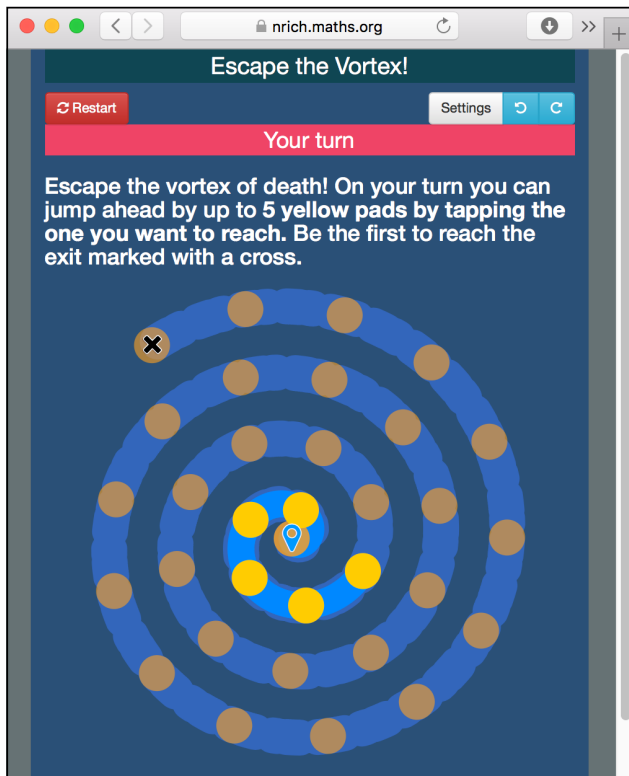 nrich.maths.org
Escape the Vortex!
Restart
Settings
Your turn
Escape the vortex of death! On your turn you can
jump ahead by up to 5 yellow pads by tapping the
one you want to reach. Be the first to reach the
exit marked with a cross.